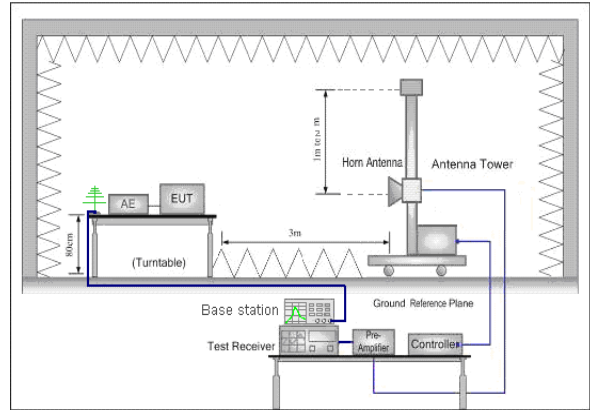 1m to 4 m
Horn Antenna
Antenna Tower
AE
EUT
80cm
(Turntable)
3m
Ground Reference Plane
Base station
Test Receiver
Pre-
Amplifier
Controller